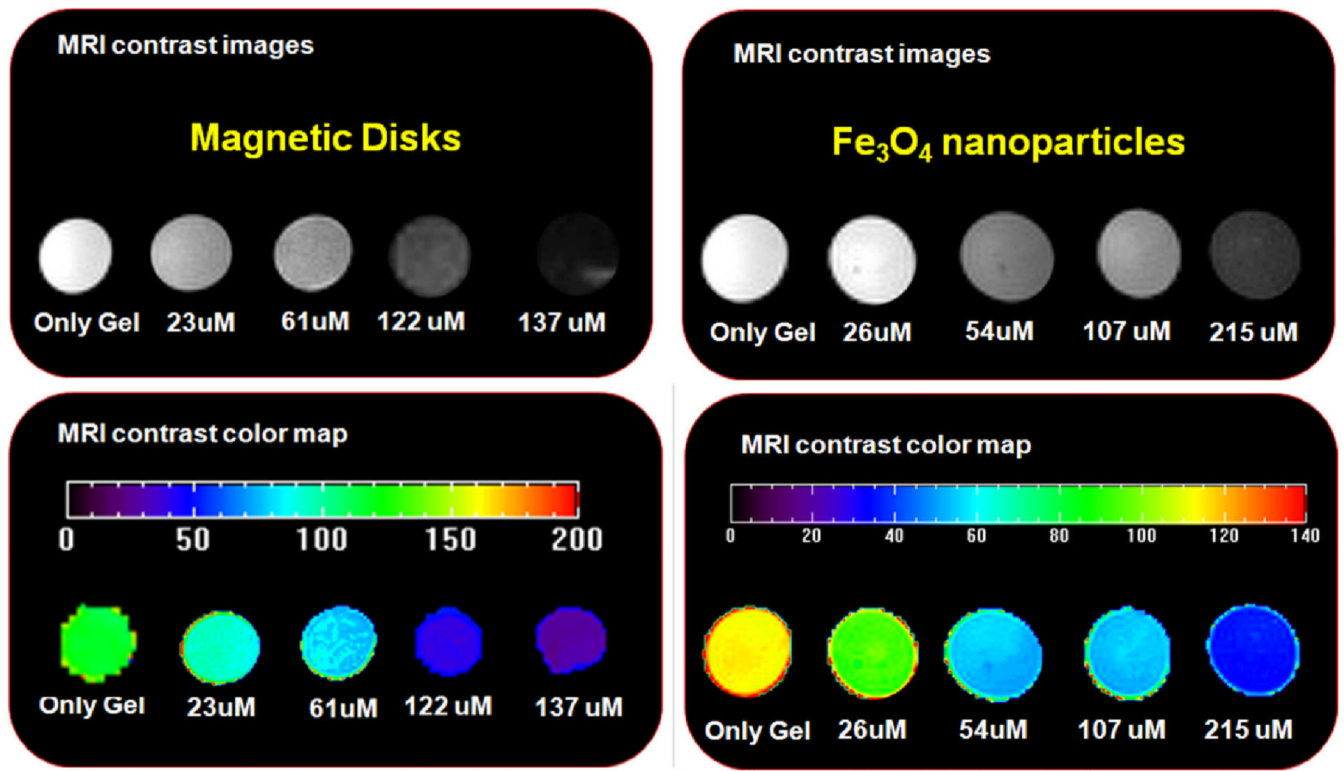 MRI contrast images
Magnetic Disks
Only Gel 23uM 61uM 122 uM 137 uM
MRI contrast images
Fe₃O₄ nanoparticles
Only Gel 26uM 54uM 107 uM 215 uM
MRI contrast color map
0 50 100 150 200
Only Gel 23uM 61uM 122 uM 137 uM
MRI contrast color map
0 20 40 60 80 100 120 140
Only Gel 26uM 54uM 107 uM 215 uM